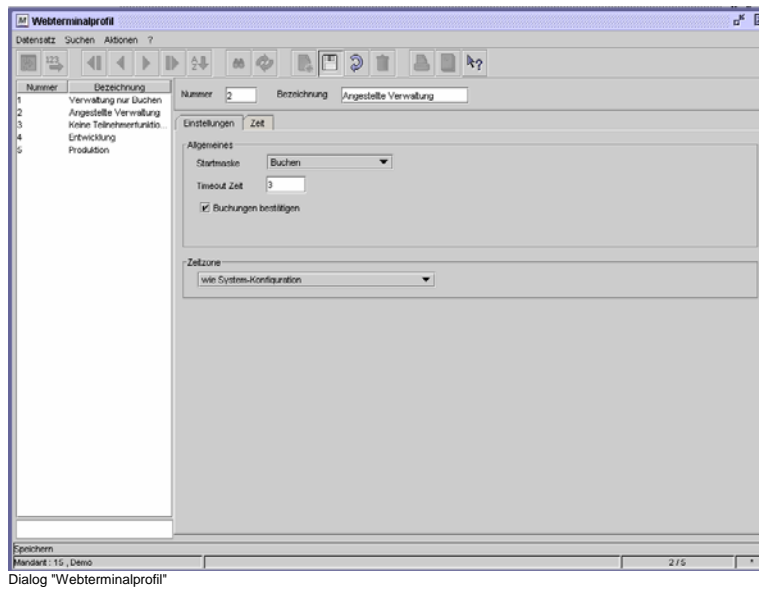 Webterminalprofil
Datensatz Suchen Aktionen ?
Nummer Bezeichnung
1 Verwaltung nur Buchen
2 Angestellte Verwaltung
3 Keine Teilnehmerfunktio...
4 Entwicklung
5 Produktion
Nummer 2 Bezeichnung Angestellte Verwaltung
Einstellungen Zeit
Allgemeines
Startmaske Buchen
Timeout Zeit 3
Buchungen bestätigen
Zeitzone
wie System-Konfiguration
Speichern
Mandant : 15 , Demo 2 / 5 *
Dialog "Webterminalprofil"